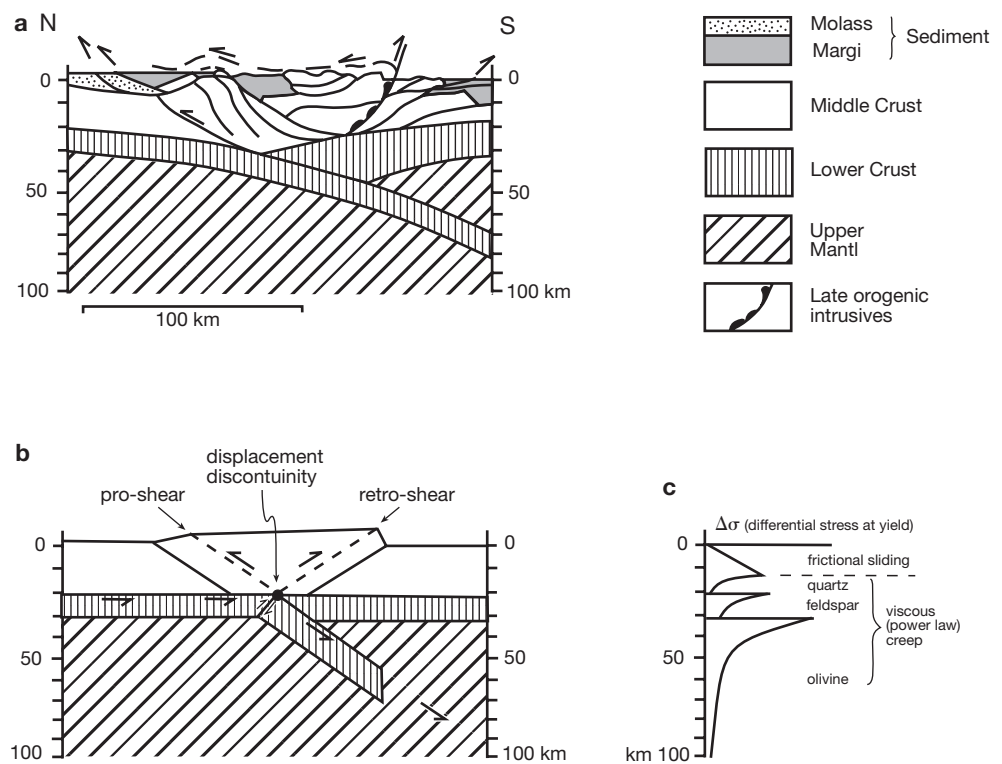 a N
S
0
50
100
0
50
100 km
100 km
Molass
Margi
Sediment
Middle Crust
Lower Crust
Upper
Mantl
Late orogenic
intrusives
b
displacement
discontuinity
pro-shear
retro-shear
0
50
100
0
50
100 km
c
Δσ (differential stress at yield)
0
frictional sliding
quartz
feldspar
viscous
(power law)
creep
50
olivine
km 100